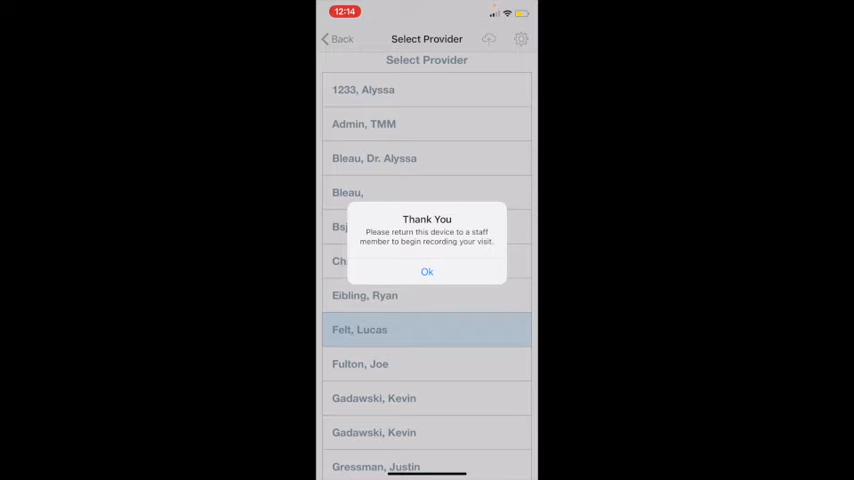 12:14
Back
Select Provider
Select Provider
1233, Alyssa
Admin, TMM
Bleau, Dr. Alyssa
Bleau,
Bsj
Ch
Thank You
Please return this device to a staff
member to begin recording your visit.
Ok
Eibling, Ryan
Felt, Lucas
Fulton, Joe
Gadawski, Kevin
Gadawski, Kevin
Gressman, Justin